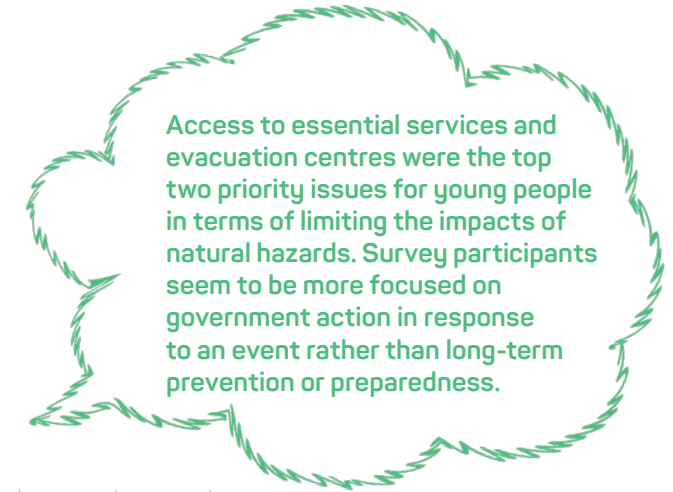 Access to essential services and
evacuation centres were the top
two priority issues for young people
in terms of limiting the impacts of
natural hazards. Survey participants
seem to be more focused on
government action in response
to an event rather than long-term
prevention or preparedness.